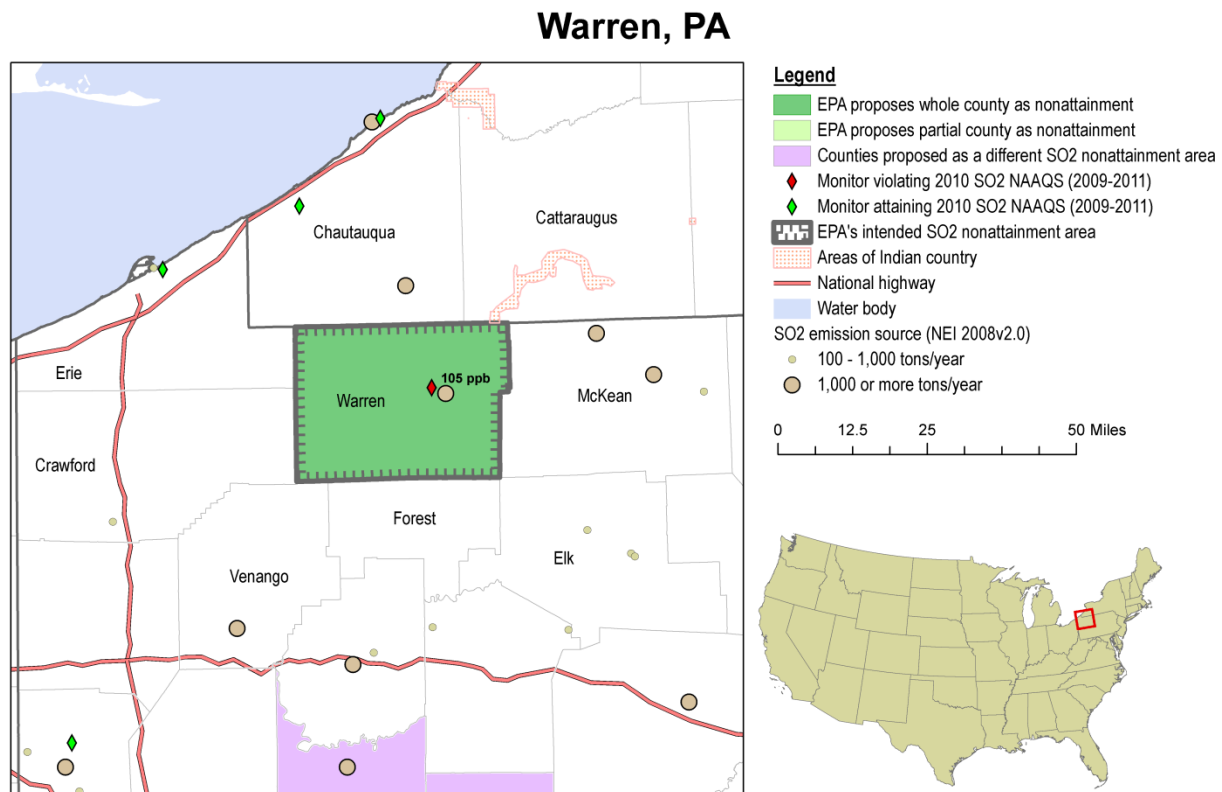 Warren, PA
Chautauqua
Cattaraugus
Erie
105 ppb
Warren
McKean
Crawford
Forest
Elk
Venango
Legend
EPA proposes whole county as nonattainment
EPA proposes partial county as nonattainment
Counties proposed as a different SO2 nonattainment area
Monitor violating 2010 SO2 NAAQS (2009-2011)
Monitor attaining 2010 SO2 NAAQS (2009-2011)
EPA's intended SO2 nonattainment area
Areas of Indian country
National highway
Water body
SO2 emission source (NEI 2008v2.0)
100 - 1,000 tons/year
1,000 or more tons/year
0 12.5 25 50 Miles